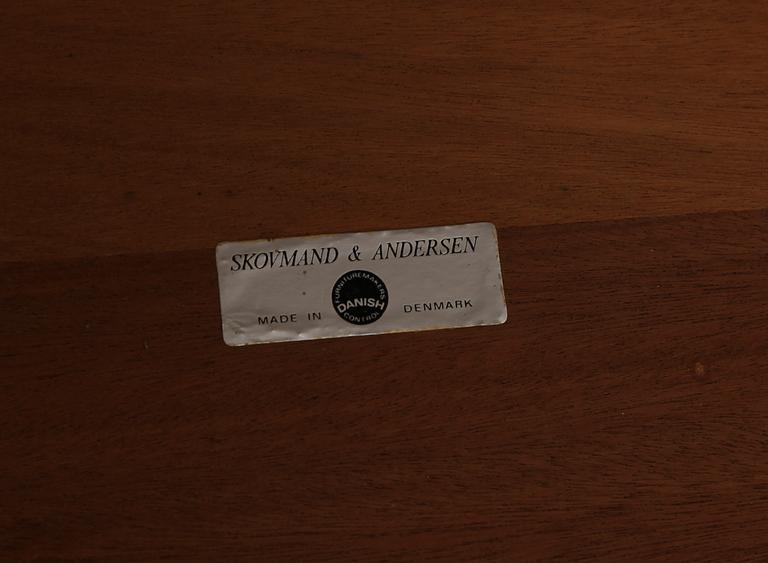 SKOVMAND & ANDERSEN
FURNITUREMAKERS
DANISH
CONTROL
MADE IN DENMARK